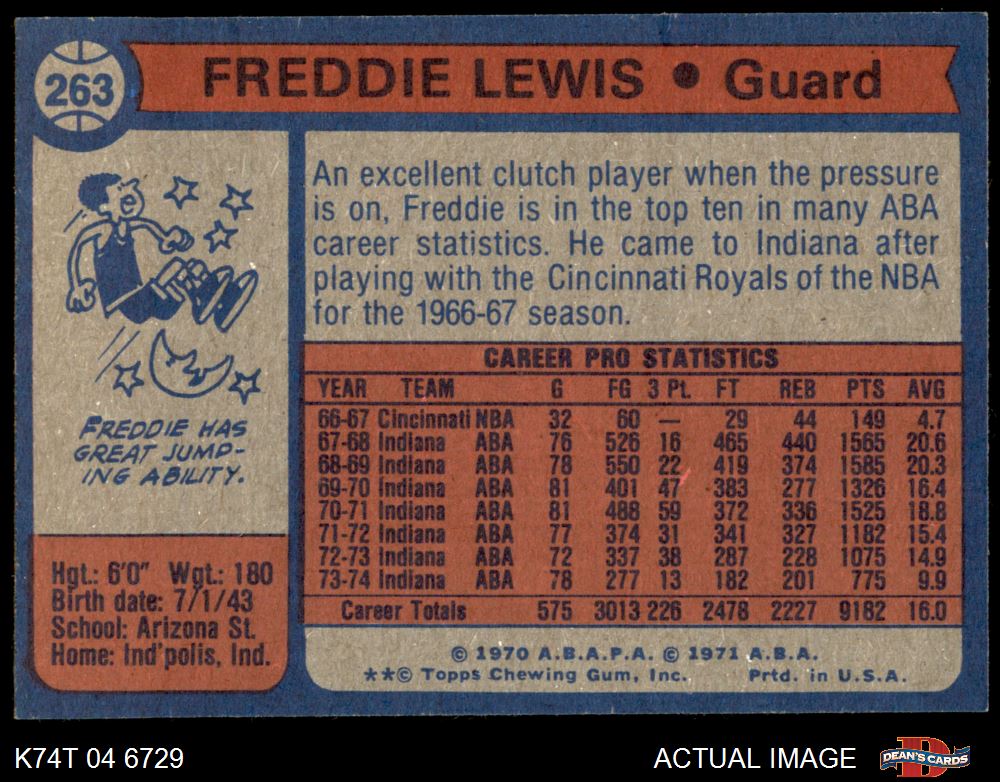 263
FREDDIE LEWIS • Guard
An excellent clutch player when the pressure
is on, Freddie is in the top ten in many ABA
career statistics. He came to Indiana after
playing with the Cincinnati Royals of the NBA
for the 1966-67 season.
FREDDIE HAS
GREAT JUMP-
ING ABILITY.
Hgt.: 6'0" Wgt.: 180
Birth date: 7/1/43
School: Arizona St.
Home: Ind'polis, Ind.
CAREER PRO STATISTICS
YEAR TEAM G FG 3 Pt. FT REB PTS AVG
66-67 Cincinnati NBA 32 60 — 29 44 149 4.7
67-68 Indiana ABA 76 526 16 465 440 1565 20.6
68-69 Indiana ABA 78 550 22 419 374 1585 20.3
69-70 Indiana ABA 81 401 47 383 277 1326 16.4
70-71 Indiana ABA 81 488 59 372 336 1525 18.8
71-72 Indiana ABA 77 374 31 341 327 1182 15.4
72-73 Indiana ABA 72 337 38 287 228 1075 14.9
73-74 Indiana ABA 78 277 13 182 201 775 9.9
Career Totals 575 3013 226 2478 2227 9182 16.0
© 1970 A.B.A.P.A. © 1971 A.B.A.
**© Topps Chewing Gum, Inc. Prtd. in U.S.A.
K74T 04 6729
ACTUAL IMAGE
D
DEAN'S CARDS